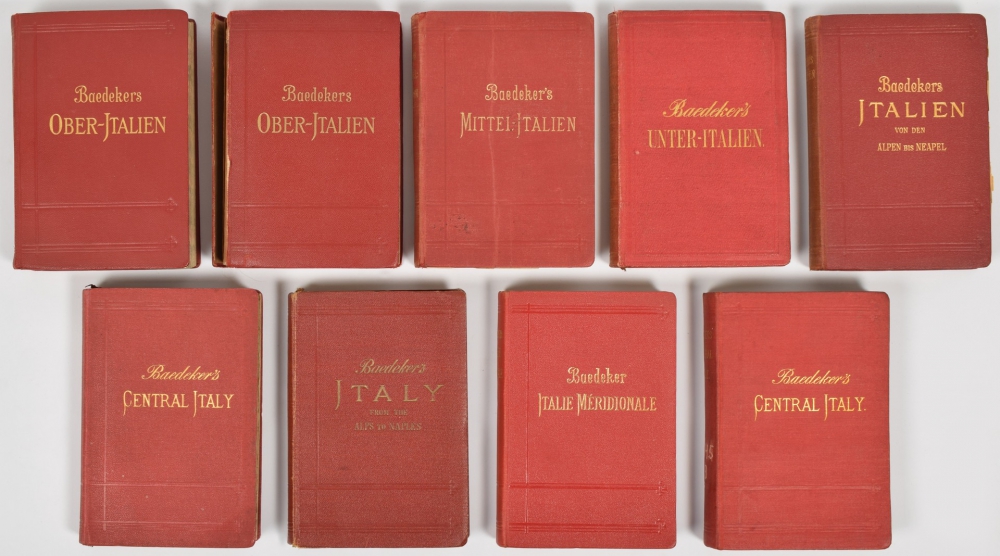 Baedekers
OBER-ITALIEN
Baedekers
OBER-ITALIEN
Baedeker's
MITTEL-ITALIEN
Baedeker's
UNTER-ITALIEN.
Baedekers
ITALIEN
VON DEN
ALPEN BIS NEAPEL
Baedeker's
CENTRAL ITALY
Baedeker's
ITALY
FROM THE
ALPS TO NAPLES
Baedeker
ITALIE MÉRIDIONALE
Baedeker's
CENTRAL ITALY.